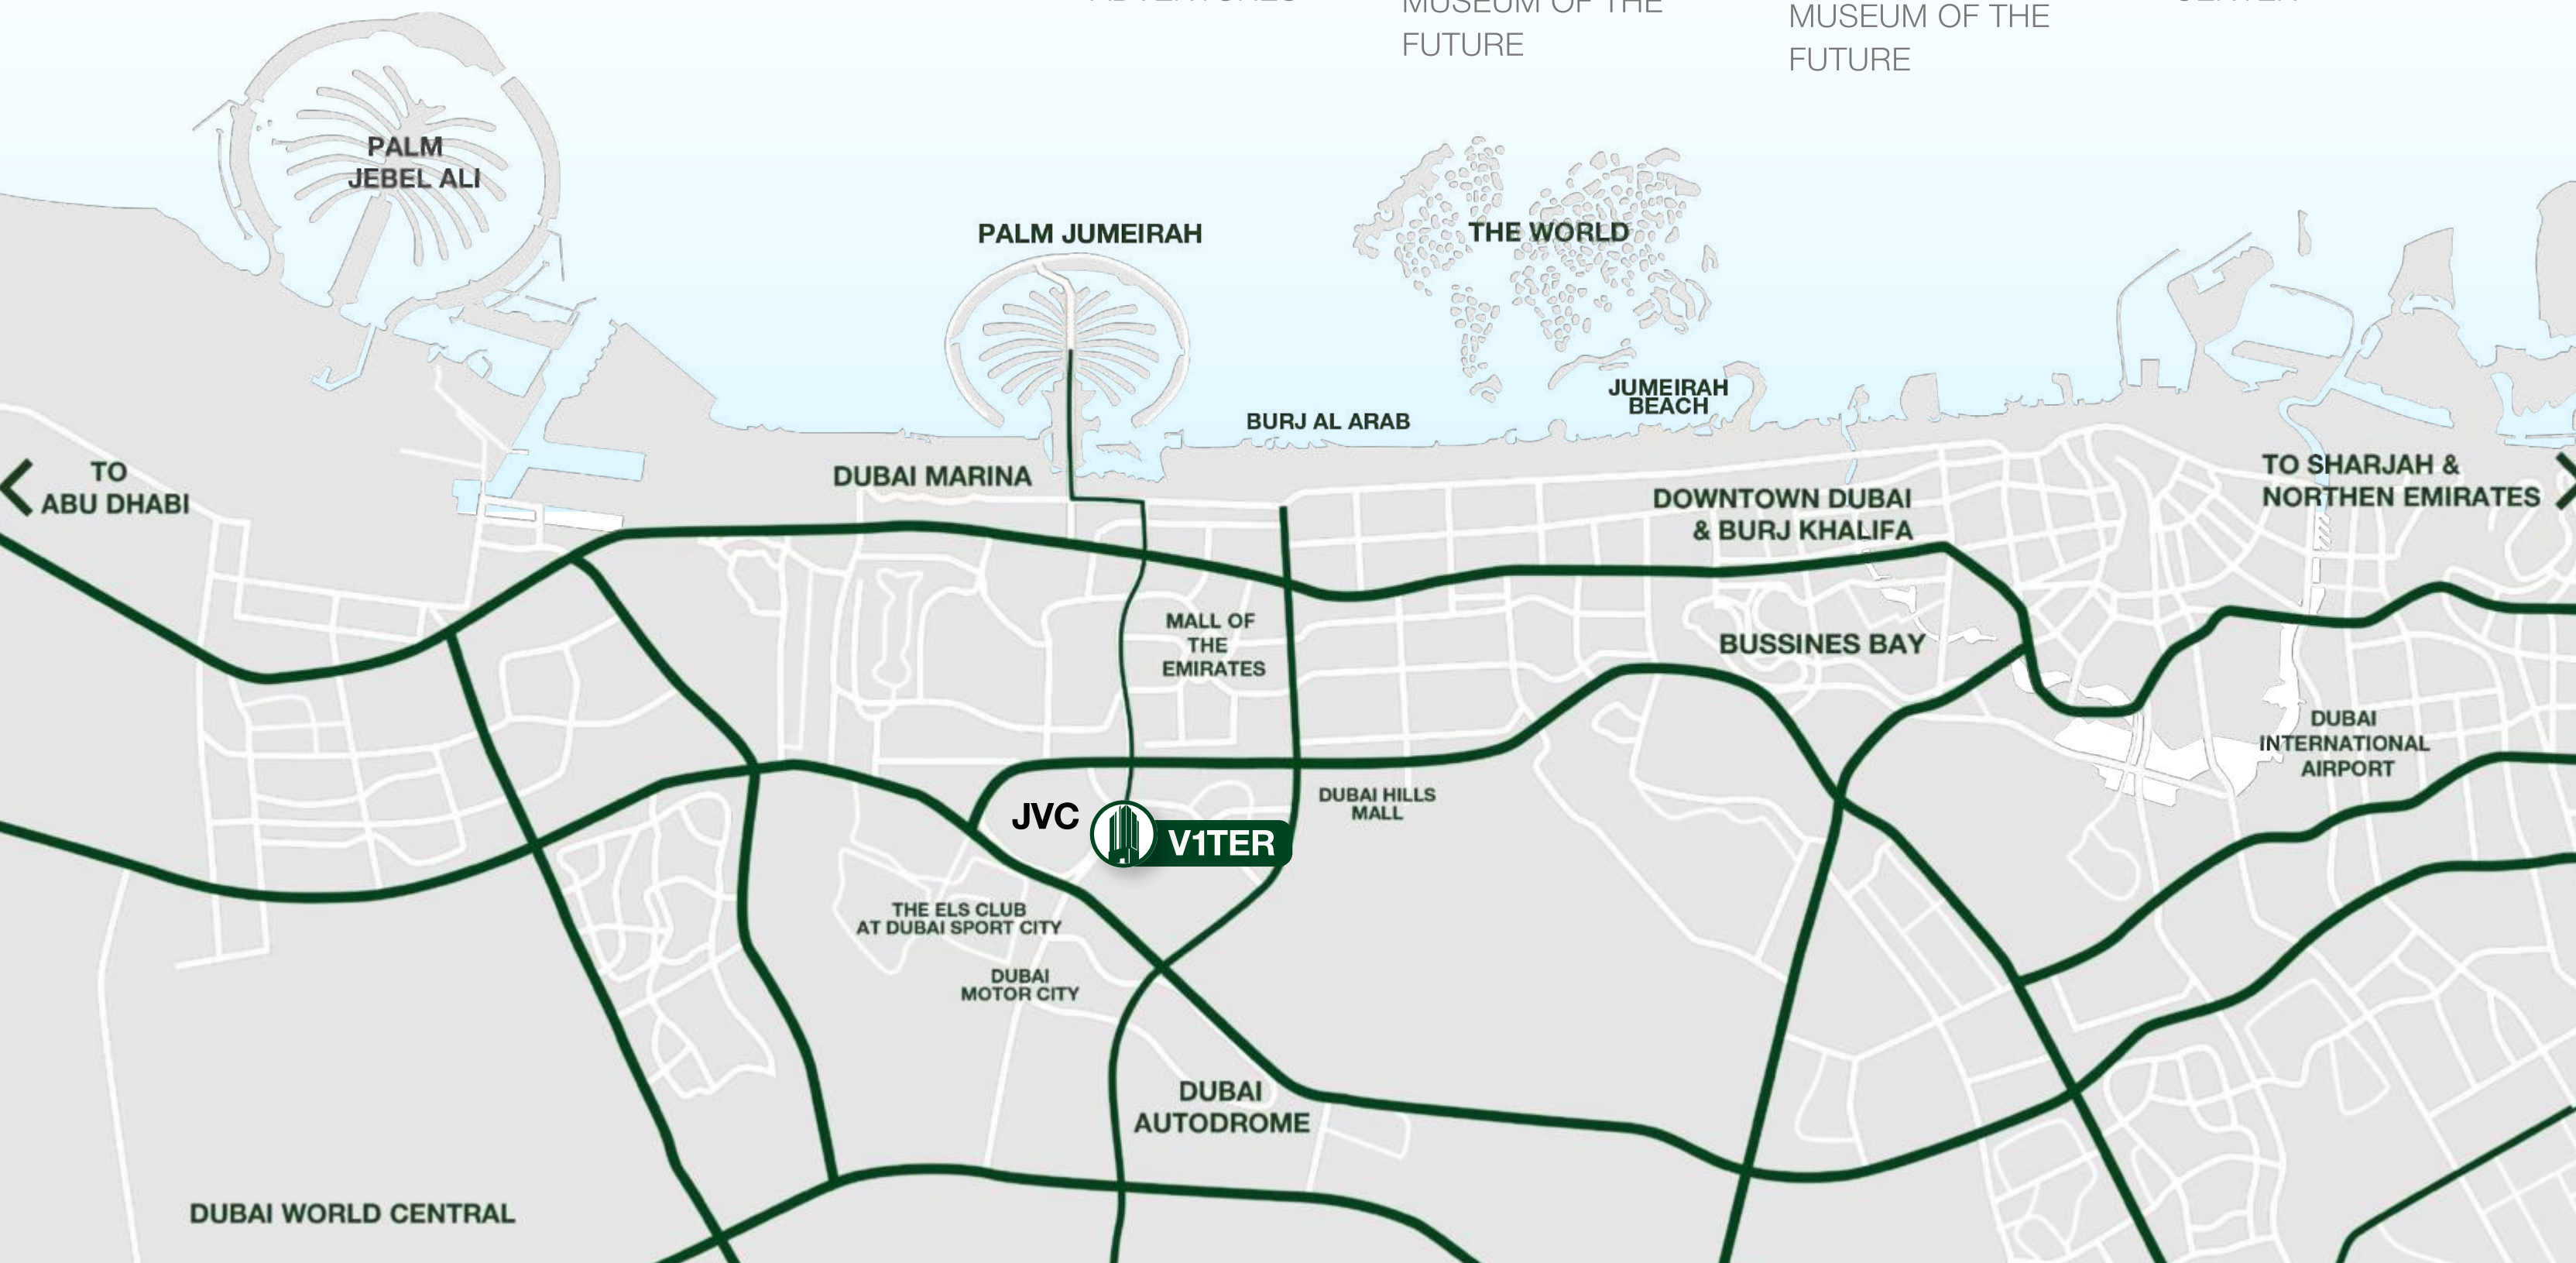 MUSEUM OF THE
FUTURE
MUSEUM OF THE
FUTURE
PALM
JEBEL ALI
PALM JUMEIRAH
THE WORLD
JUMEIRAH
BEACH
BURJ AL ARAB
TO
ABU DHABI
DUBAI MARINA
DOWNTOWN DUBAI
& BURJ KHALIFA
TO SHARJAH &
NORTHEN EMIRATES
MALL OF
THE
EMIRATES
BUSSINES BAY
DUBAI
INTERNATIONAL
AIRPORT
JVC
V1TER
DUBAI HILLS
MALL
THE ELS CLUB
AT DUBAI SPORT CITY
DUBAI
MOTOR CITY
DUBAI
AUTODROME
DUBAI WORLD CENTRAL